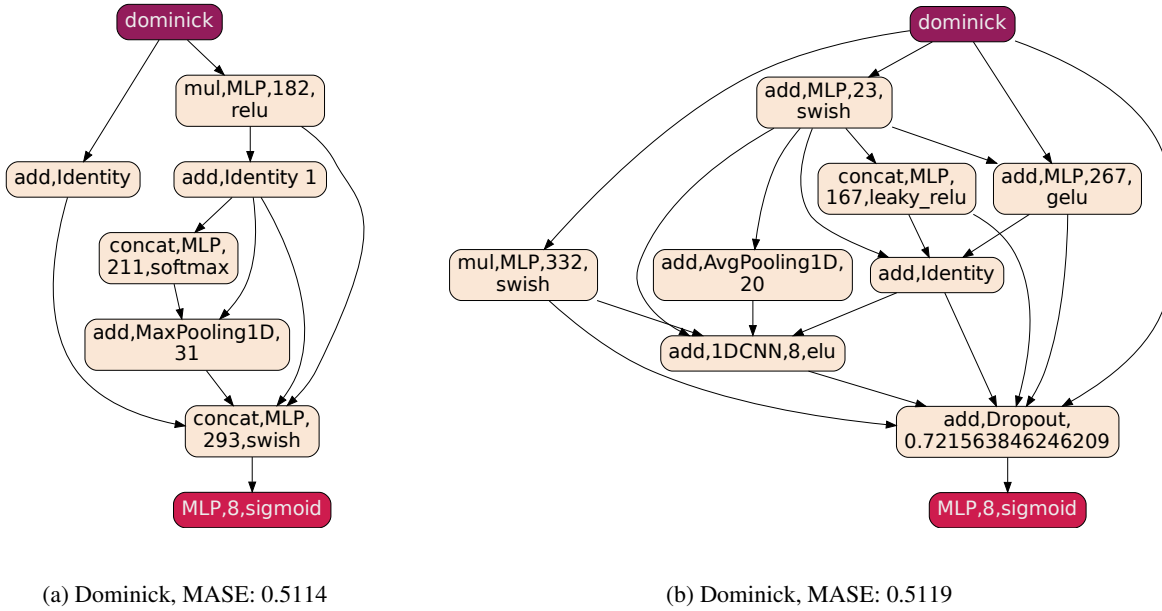 dominick
mul,MLP,182,
relu
add,Identity
add,Identity 1
concat,MLP,
211,softmax
add,MaxPooling1D,
31
concat,MLP,
293,swish
MLP,8,sigmoid
(a) Dominick, MASE: 0.5114
dominick
add,MLP,23,
swish
concat,MLP,
167,leaky_relu
add,MLP,267,
gelu
mul,MLP,332,
swish
add,AvgPooling1D,
20
add,Identity
add,1DCNN,8,elu
add,Dropout,
0.721563846246209
MLP,8,sigmoid
(b) Dominick, MASE: 0.5119